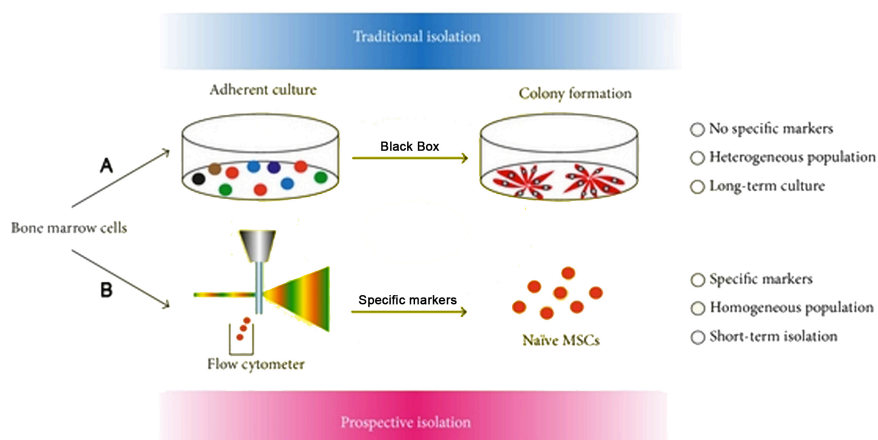 Traditional isolation
Adherent culture
Colony formation
A
Black Box
No specific markers
Heterogeneous population
Long-term culture
Bone marrow cells
B
Specific markers
Flow cytometer
Naïve MSCs
Specific markers
Homogeneous population
Short-term isolation
Prospective isolation